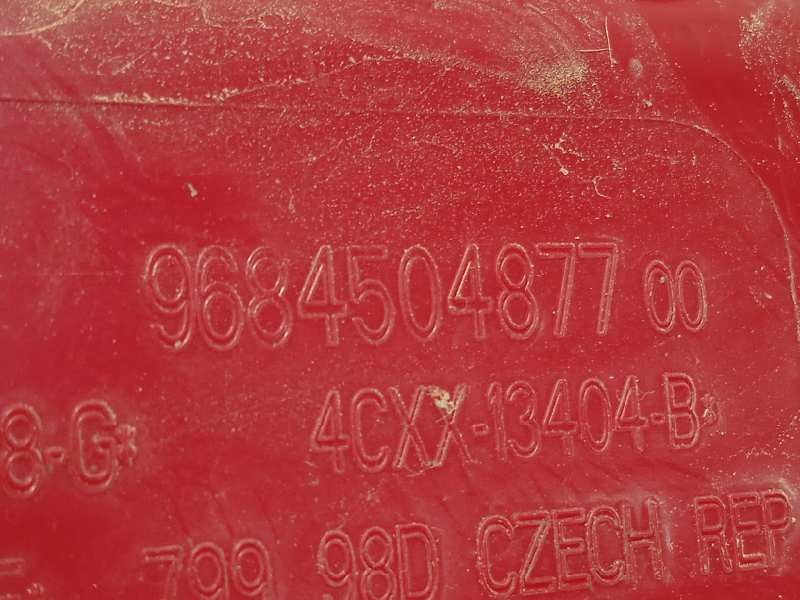 9684504877 00
8-G* 4CXX-13404-B*
799 98D CZECH REP